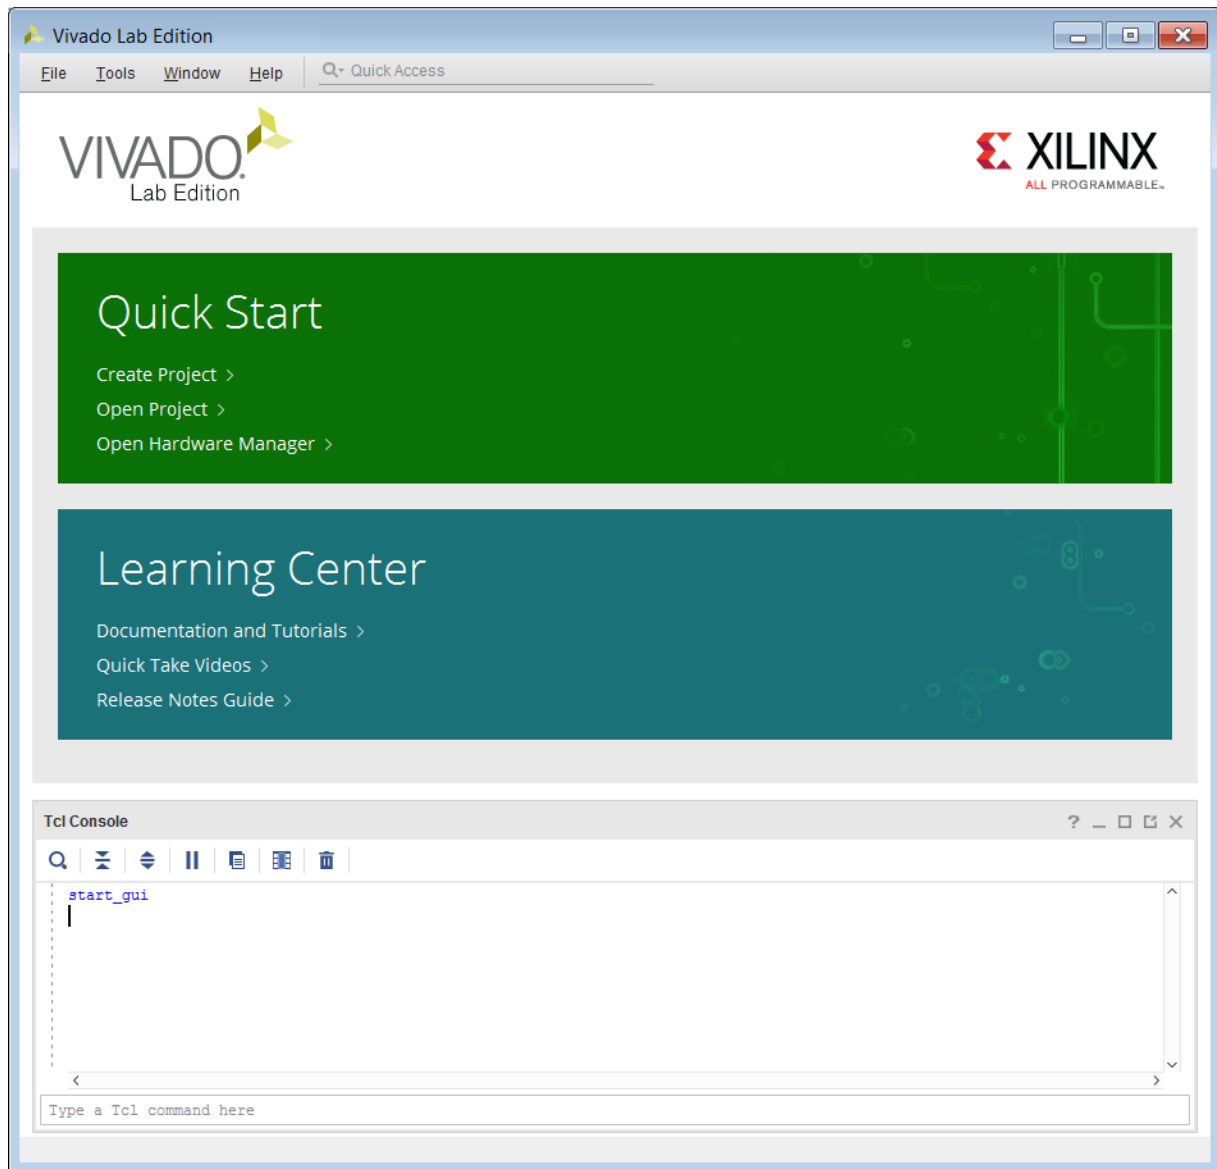 Vivado Lab Edition
File Tools Window Help Quick Access
VIVADO.
Lab Edition
XILINX
ALL PROGRAMMABLE™
Quick Start
Create Project >
Open Project >
Open Hardware Manager >
Learning Center
Documentation and Tutorials >
Quick Take Videos >
Release Notes Guide >
Tcl Console
start_gui
Type a Tcl command here